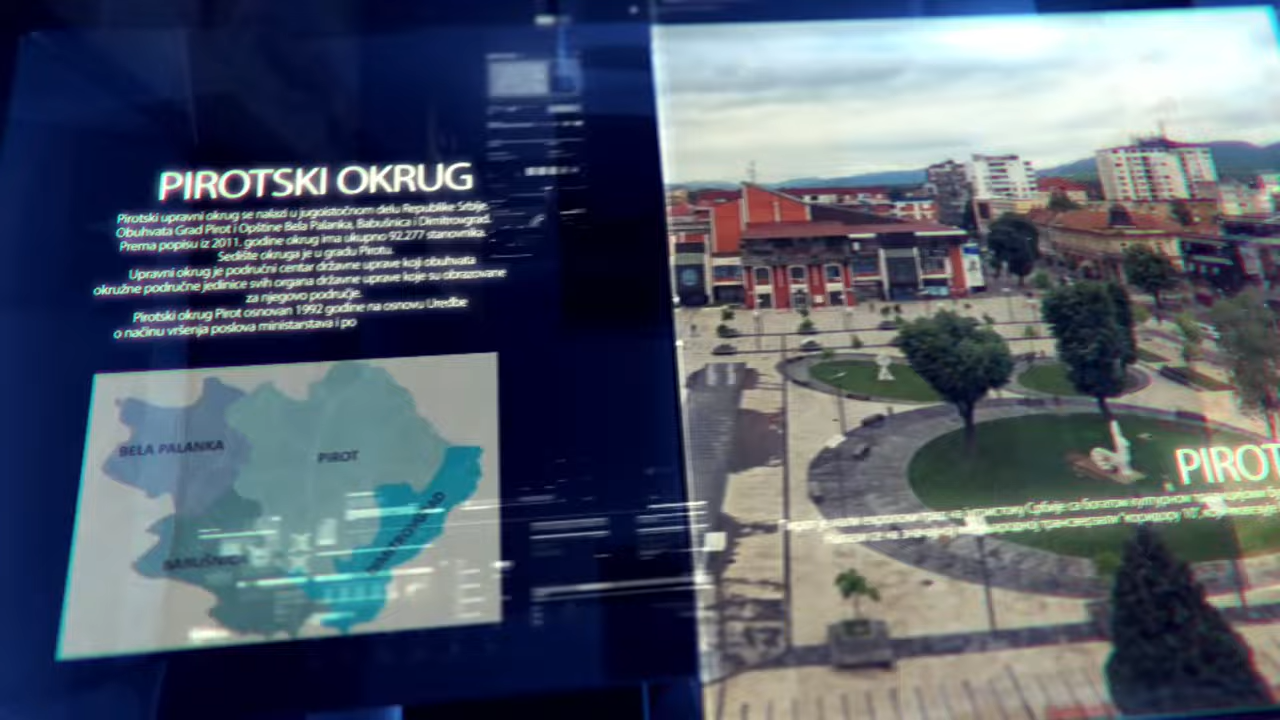 PIROTSKI OKRUG
Pirotski upravni okrug se nalazi u jugoistočnom delu Republike Srbije.
Obuhvata Grad Pirot i Opštine Bela Palanka, Babušnica i Dimitrovgrad.
Prema popisu iz 2011. godine okrug ima ukupno 92.277 stanovnika.
Sedište okruga je u gradu Pirotu.
Upravni okrug je područni centar državne uprave koji obuhvata
okružne područne jedinice svih organa državne uprave koje su obrazovane
za njegovo područje.
Pirotski okrug Pirot osnovan 1992 godine na osnovu Uredbe
o načinu vršenja poslova ministarstava i po
BELA PALANKA
PIROT
DIMITROVGRAD
BABUŠNICA
PIROT
Србије са богатом културном